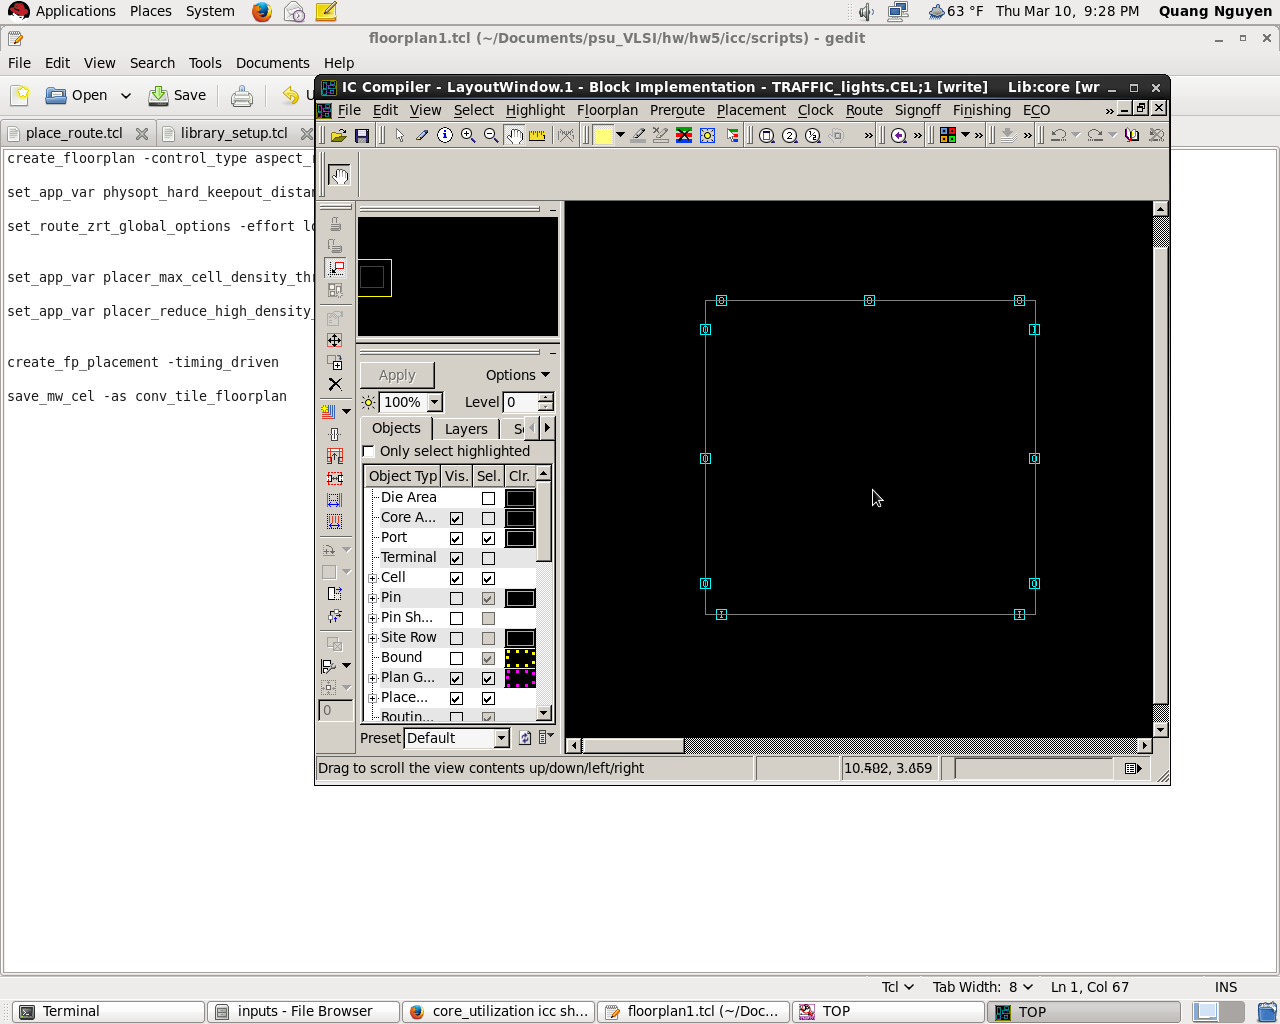 Applications Places System 63 °F Thu Mar 10, 9:28 PM Quang Nguyen
floorplan1.tcl (~/Documents/psu_VLSI/hw/hw5/icc/scripts) - gedit
File Edit View Search Tools Documents Help
Open Save U
place_route.tcl library_setup.tcl
create_floorplan -control_type aspect_
set_app_var physopt_hard_keepout_distan
set_route_zrt_global_options -effort lo
set_app_var placer_max_cell_density_thr
set_app_var placer_reduce_high_density_
create_fp_placement -timing_driven
save_mw_cel -as conv_tile_floorplan
IC Compiler - LayoutWindow.1 - Block Implementation - TRAFFIC_lights.CEL;1 [write] Lib:core [wr
File Edit View Select Highlight Floorplan Preroute Placement Clock Route Signoff Finishing ECO »
Apply Options
100% Level 0
Objects Layers S
Only select highlighted
Object Typ Vis. Sel. Clr.
Die Area
Core A...
Port
Terminal
Cell
Pin
Pin Sh...
Site Row
Bound
Plan G...
Place...
Routin...
0
Preset Default
O O O
O I
O O
O O
I I
Drag to scroll the view contents up/down/left/right
Tcl Tab Width: 8 Ln 1, Col 67 INS
Terminal inputs - File Browser core_utilization icc sh... floorplan1.tcl (~/Doc... TOP TOP